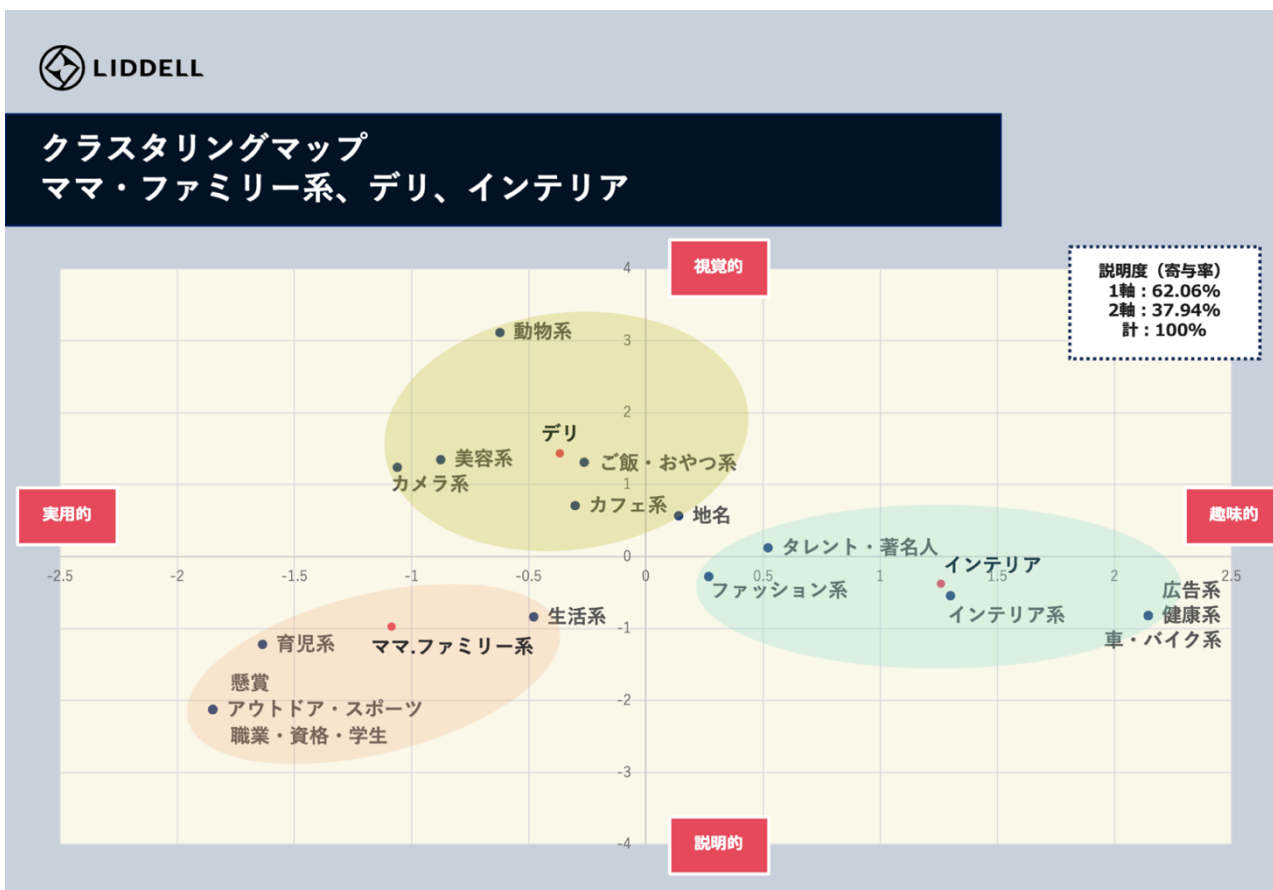 LIDDELL
クラスタリングマップ
ママ・ファミリー系、デリ、インテリア
視覚的
説明度（寄与率）
1軸：62.06%
2軸：37.94%
計：100%
4
動物系
3
2
デリ
美容系
ご飯・おやつ系
カメラ系
1
カフェ系
地名
実用的
趣味的
タレント・著名人
0
インテリア
-2.5
-2
-1.5
-1
-0.5
0
0.5
1
1.5
2
2.5
ファッション系
広告系
インテリア系
健康系
生活系
車・バイク系
-1
育児系
ママ.ファミリー系
懸賞
-2
アウトドア・スポーツ
職業・資格・学生
-3
-4
説明的